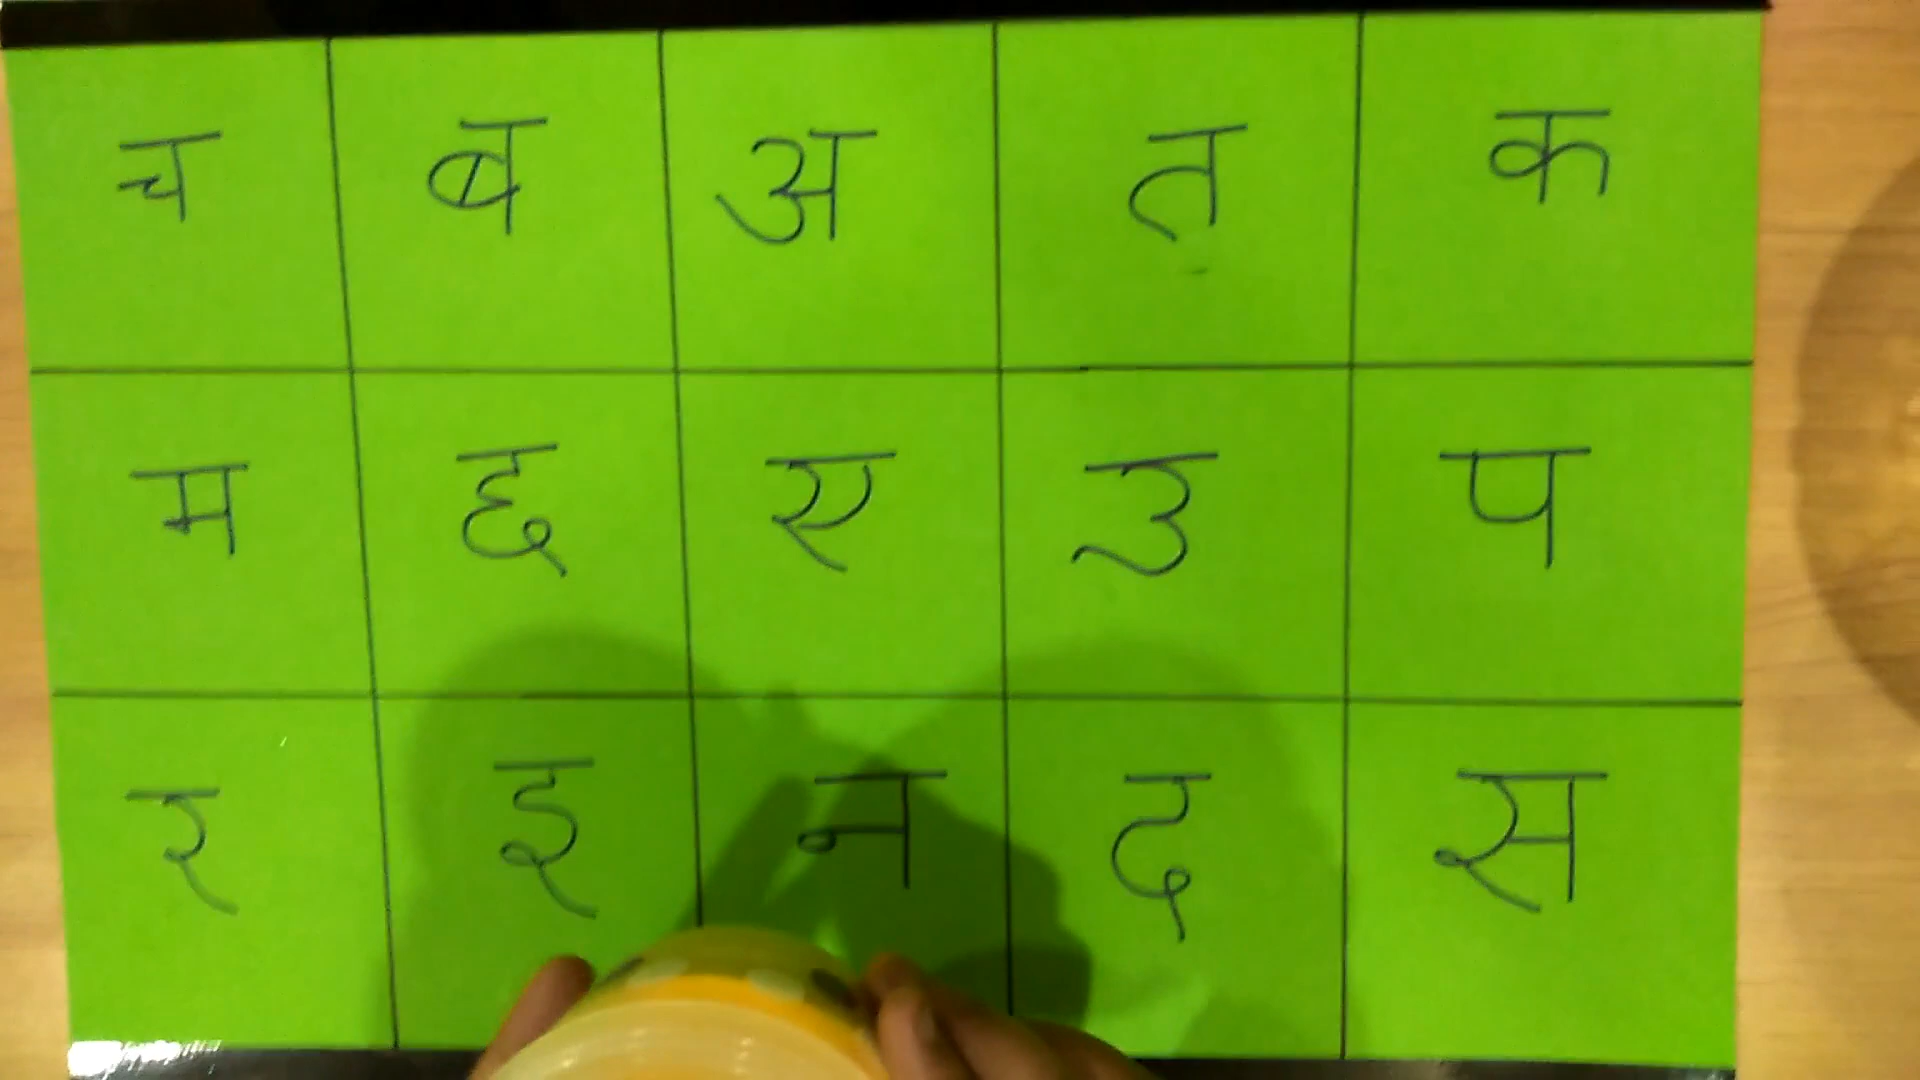 च ब अ त क
म छ ए उ प
र इ न द स